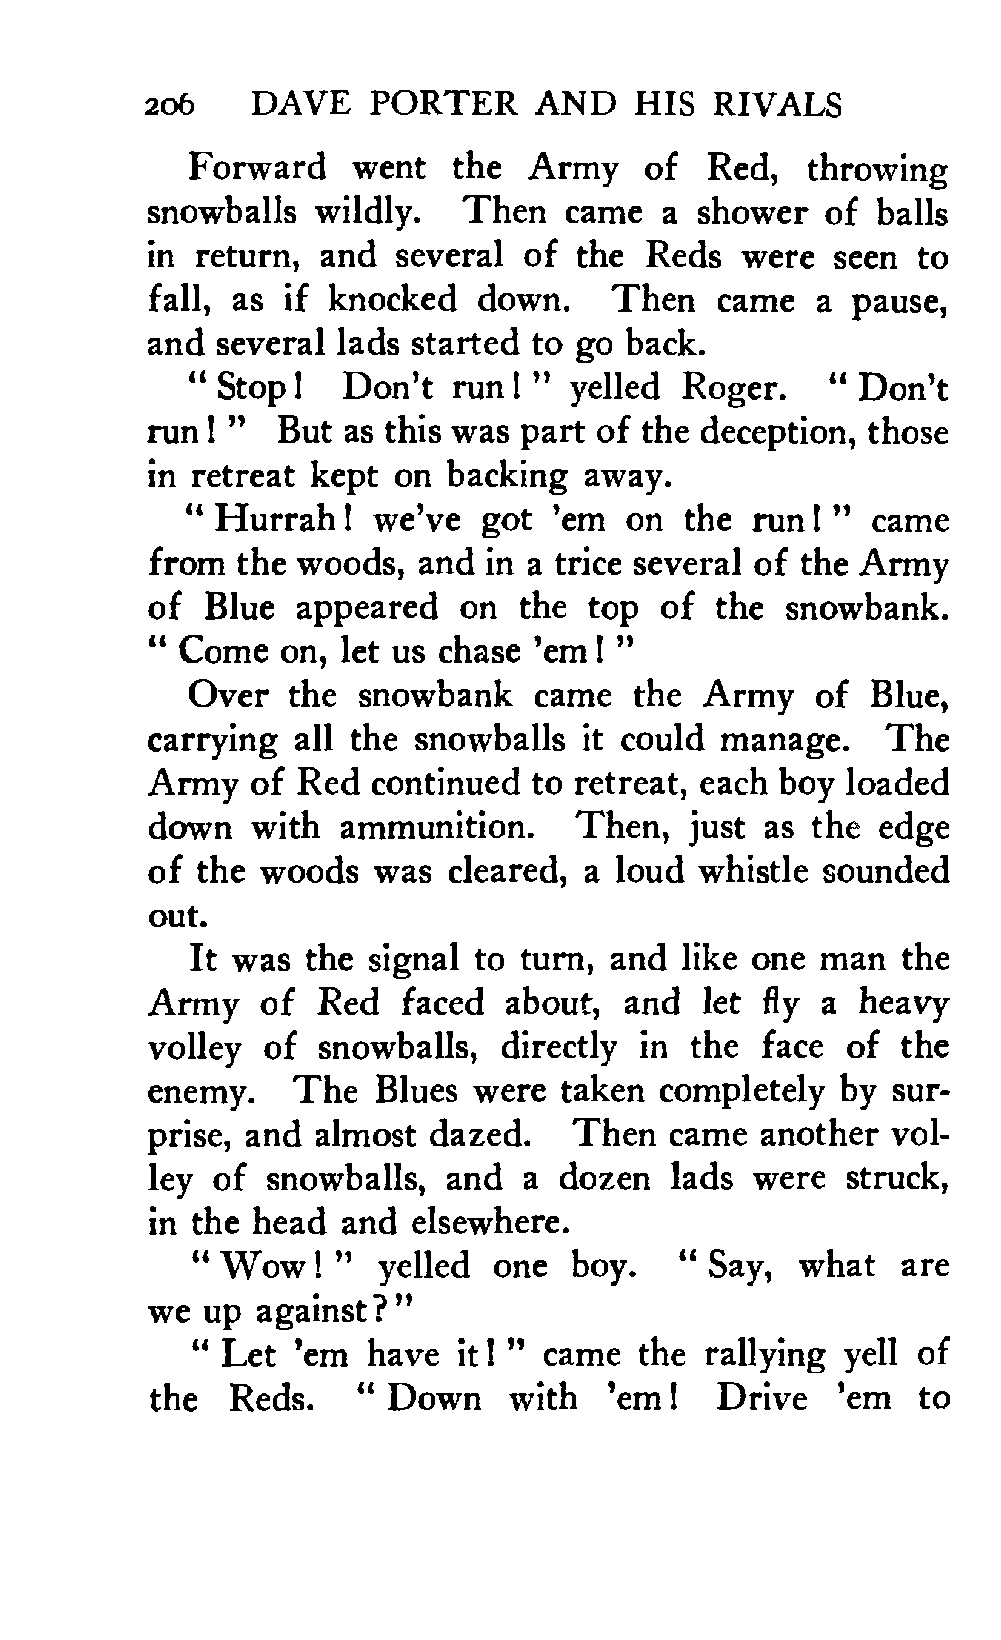 206 DAVE PORTER AND HIS RIVALS
Forward went the Army of Red, throwing
snowballs wildly. Then came a shower of balls
in return, and several of the Reds were seen to
fall, as if knocked down. Then came a pause,
and several lads started to go back.
“ Stop! Don’t run! ” yelled Roger. “ Don’t
run! ” But as this was part of the deception, those
in retreat kept on backing away.
“ Hurrah! we’ve got ’em on the run! ” came
from the woods, and in a trice several of the Army
of Blue appeared on the top of the snowbank.
“ Come on, let us chase ’em! ”
Over the snowbank came the Army of Blue,
carrying all the snowballs it could manage. The
Army of Red continued to retreat, each boy loaded
down with ammunition. Then, just as the edge
of the woods was cleared, a loud whistle sounded
out.
It was the signal to turn, and like one man the
Army of Red faced about, and let fly a heavy
volley of snowballs, directly in the face of the
enemy. The Blues were taken completely by sur-
prise, and almost dazed. Then came another vol-
ley of snowballs, and a dozen lads were struck,
in the head and elsewhere.
“ Wow! ” yelled one boy. “ Say, what are
we up against? ”
“ Let ’em have it! ” came the rallying yell of
the Reds. “ Down with ’em! Drive ’em to